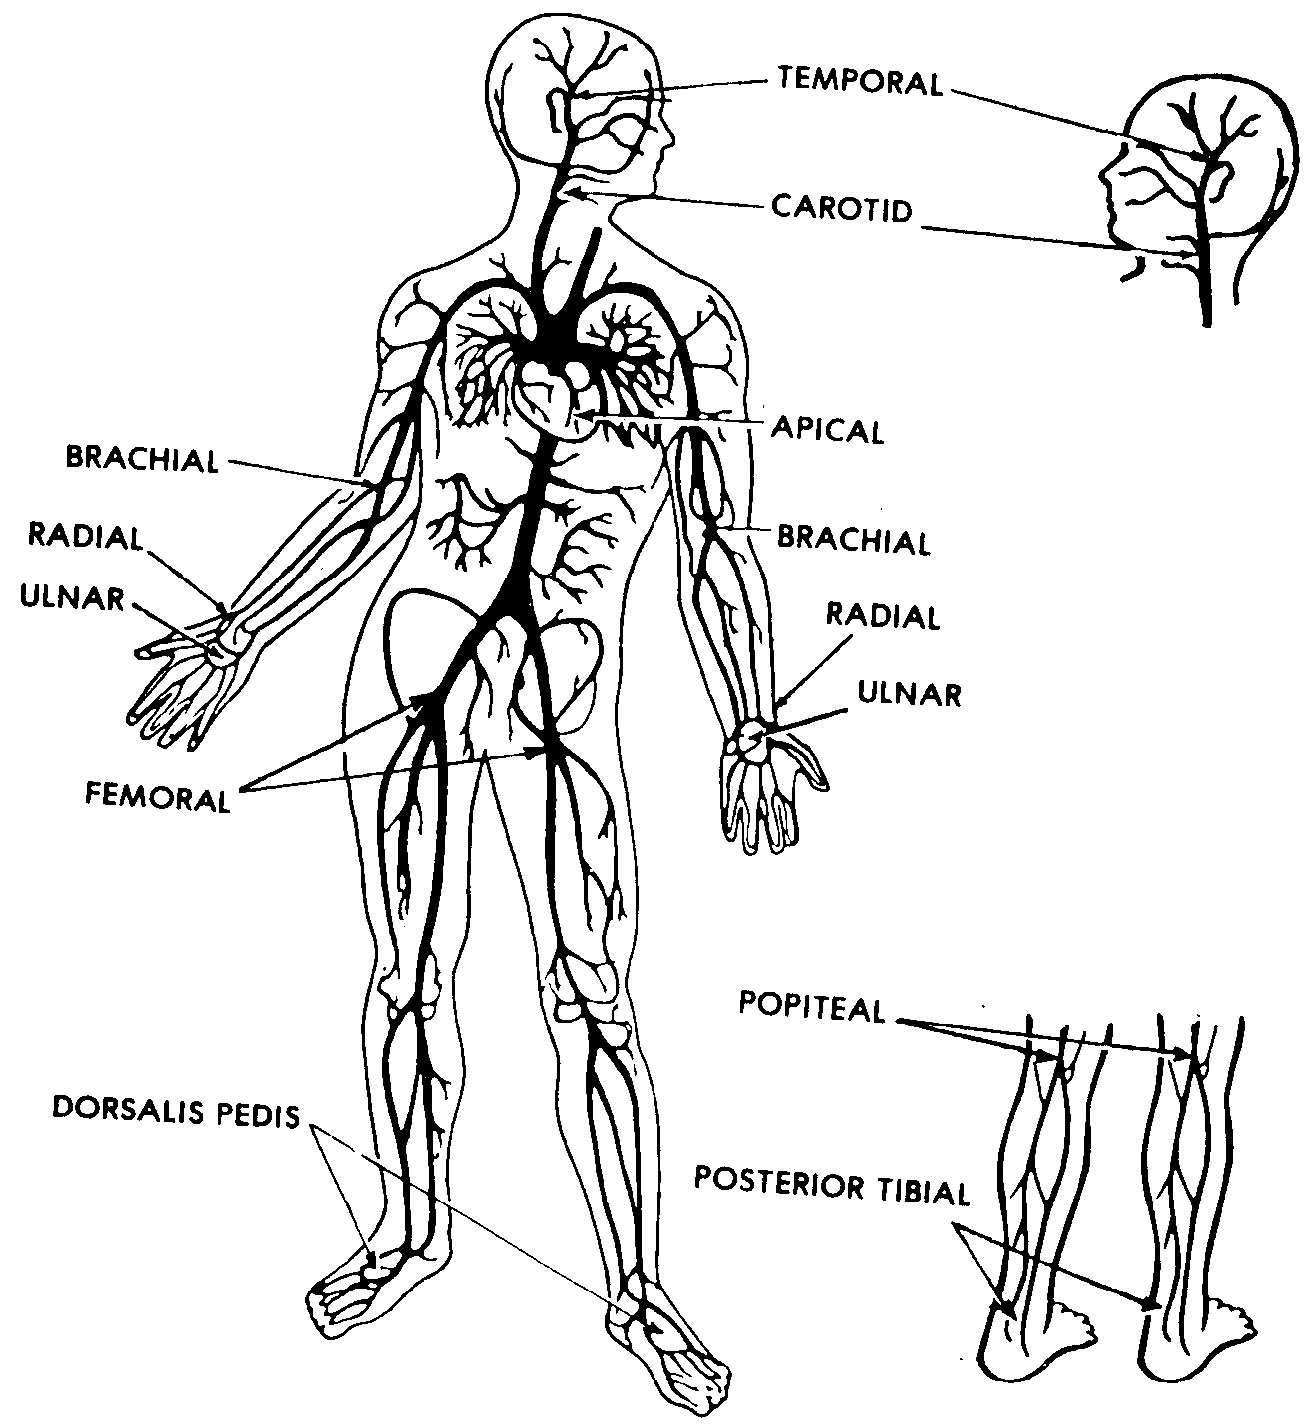 TEMPORAL
CAROTID
APICAL
BRACHIAL
BRACHIAL
RADIAL
ULNAR
RADIAL
ULNAR
FEMORAL
POPITEAL
DORSALIS PEDIS
POSTERIOR TIBIAL